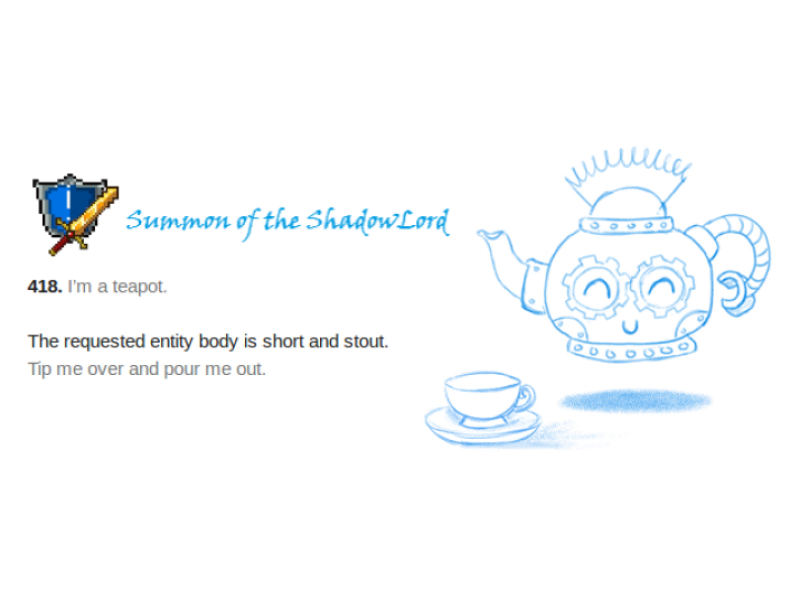 Summon of the ShadowLord
418. I'm a teapot.
The requested entity body is short and stout.
Tip me over and pour me out.